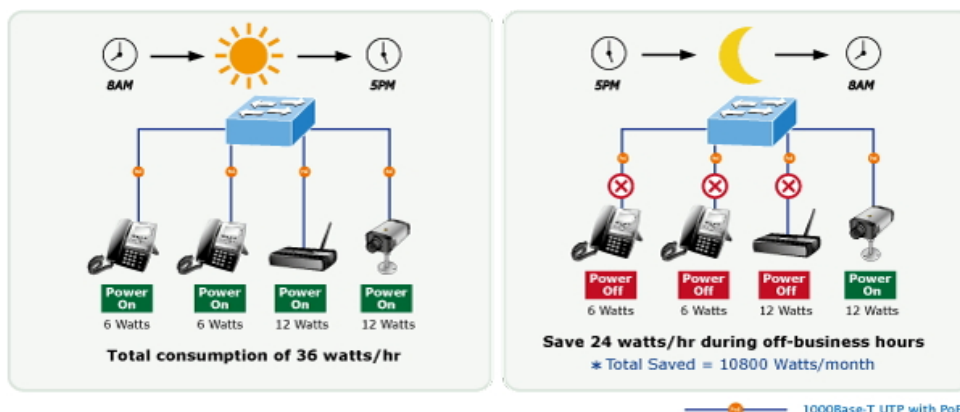 8AM
5PM
Power On
Power On
Power On
Power On
6 Watts
6 Watts
12 Watts
12 Watts
Total consumption of 36 watts/hr
5PM
8AM
Power Off
Power Off
Power Off
Power On
6 Watts
6 Watts
12 Watts
12 Watts
Save 24 watts/hr during off-business hours
* Total Saved = 10800 Watts/month
1000Base-T UTP with PoE